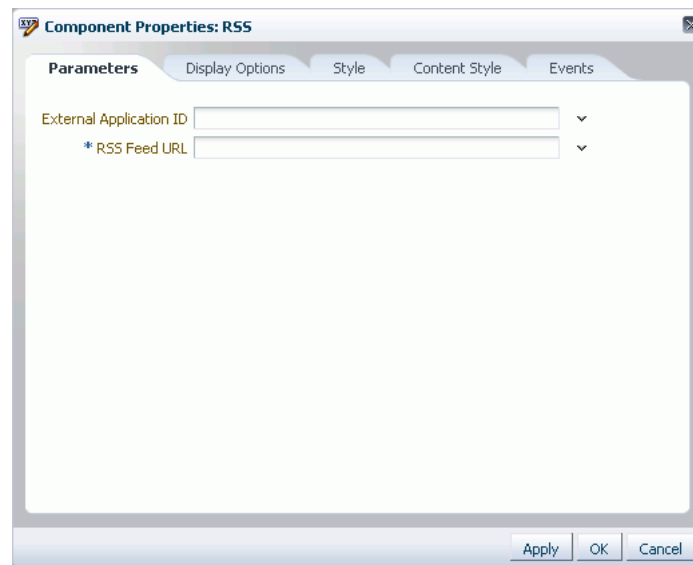 Component Properties: RSS
Parameters Display Options Style Content Style Events
External Application ID
* RSS Feed URL
Apply OK Cancel